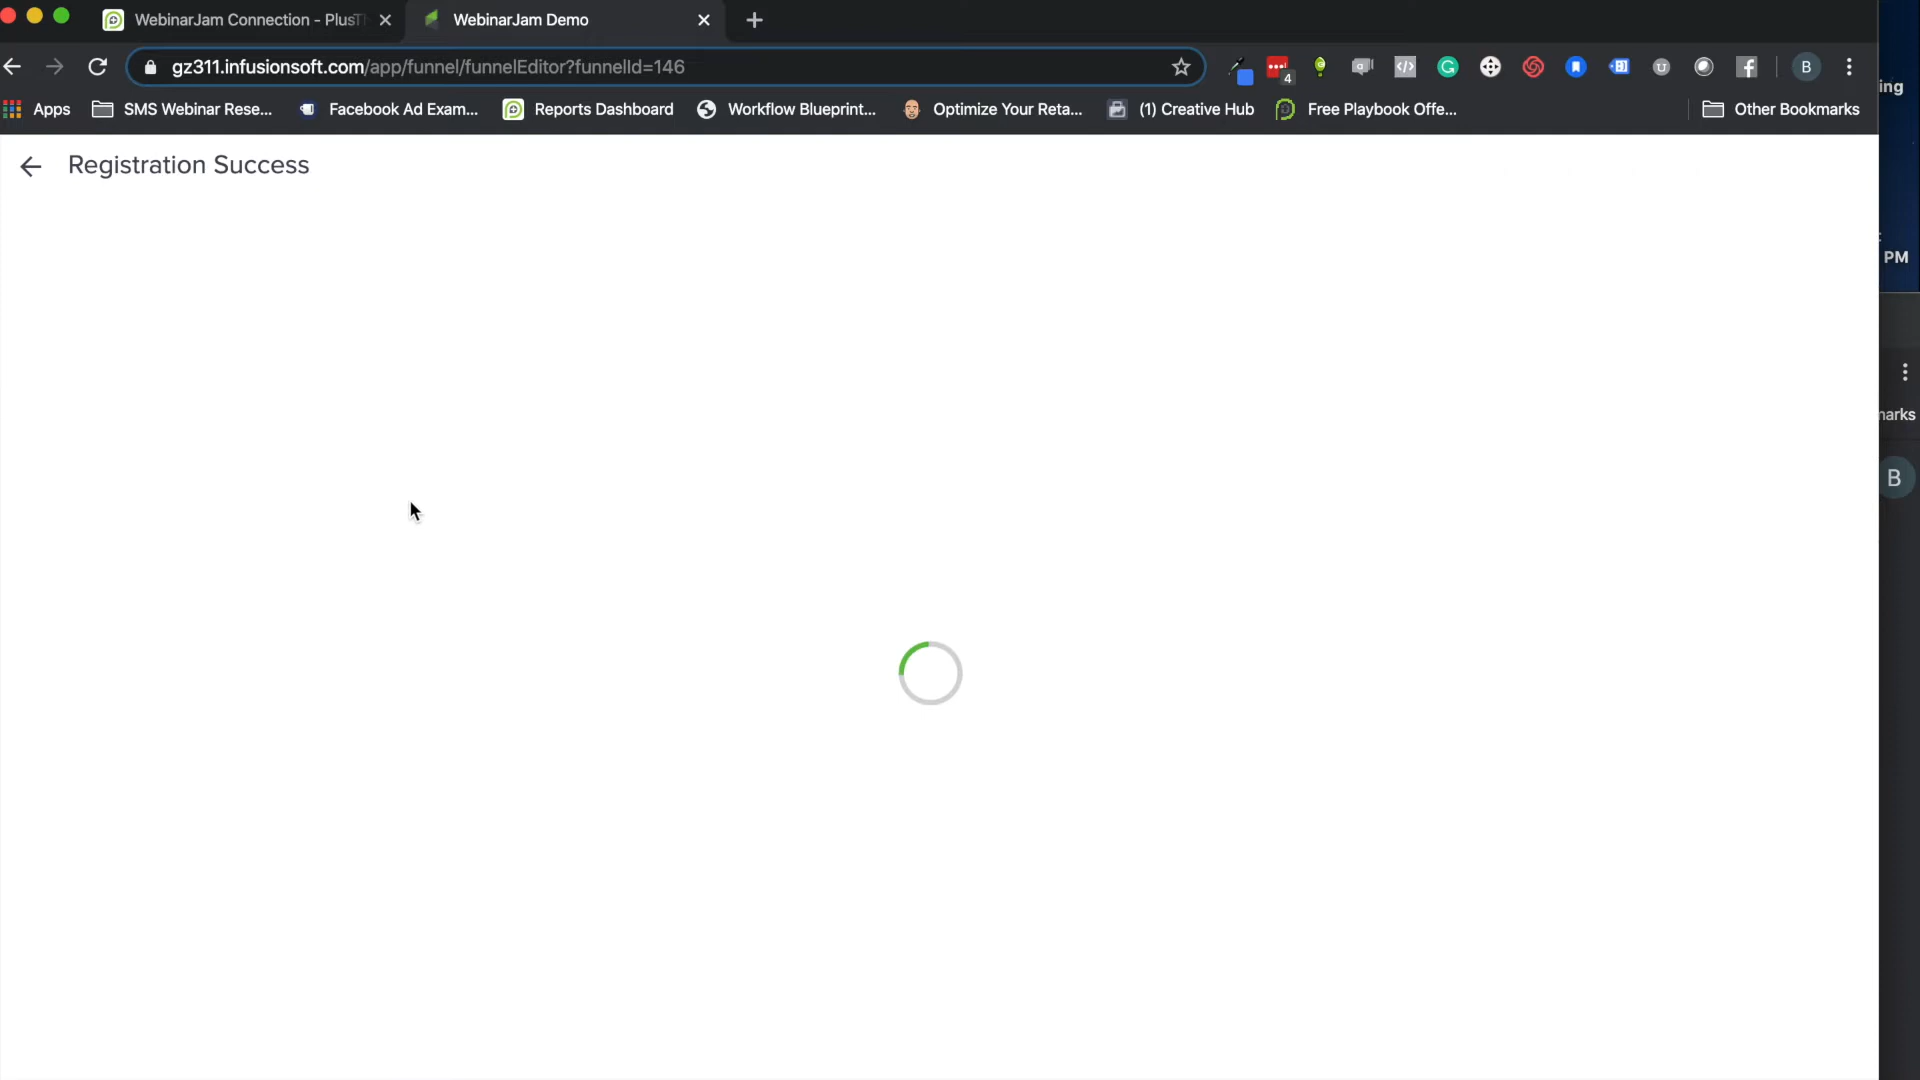 WebinarJam Connection - PlusTh
WebinarJam Demo
gz311.infusionsoft.com/app/funnel/funnelEditor?funnelId=146
4
B
Apps
SMS Webinar Rese...
Facebook Ad Exam...
Reports Dashboard
Workflow Blueprint...
Optimize Your Reta...
(1) Creative Hub
Free Playbook Offe...
Other Bookmarks
Registration Success
ing
PM
narks
B